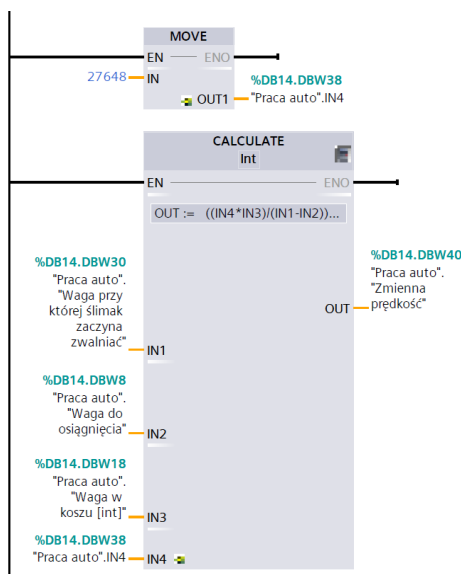 MOVE
EN
ENO
27648
IN
OUT1
%DB14.DBW38
"Praca auto".IN4
CALCULATE
Int
EN
ENO
OUT := ((IN4*IN3)/(IN1-IN2))...
%DB14.DBW30
"Praca auto".
"Waga przy
której ślimak
zaczyna
zwalniać"
IN1
%DB14.DBW40
"Praca auto".
"Zmienna
prędkość"
OUT
%DB14.DBW8
"Praca auto".
"Waga do
osiągnięcia"
IN2
%DB14.DBW18
"Praca auto".
"Waga w
koszu [int]"
IN3
%DB14.DBW38
"Praca auto".IN4
IN4